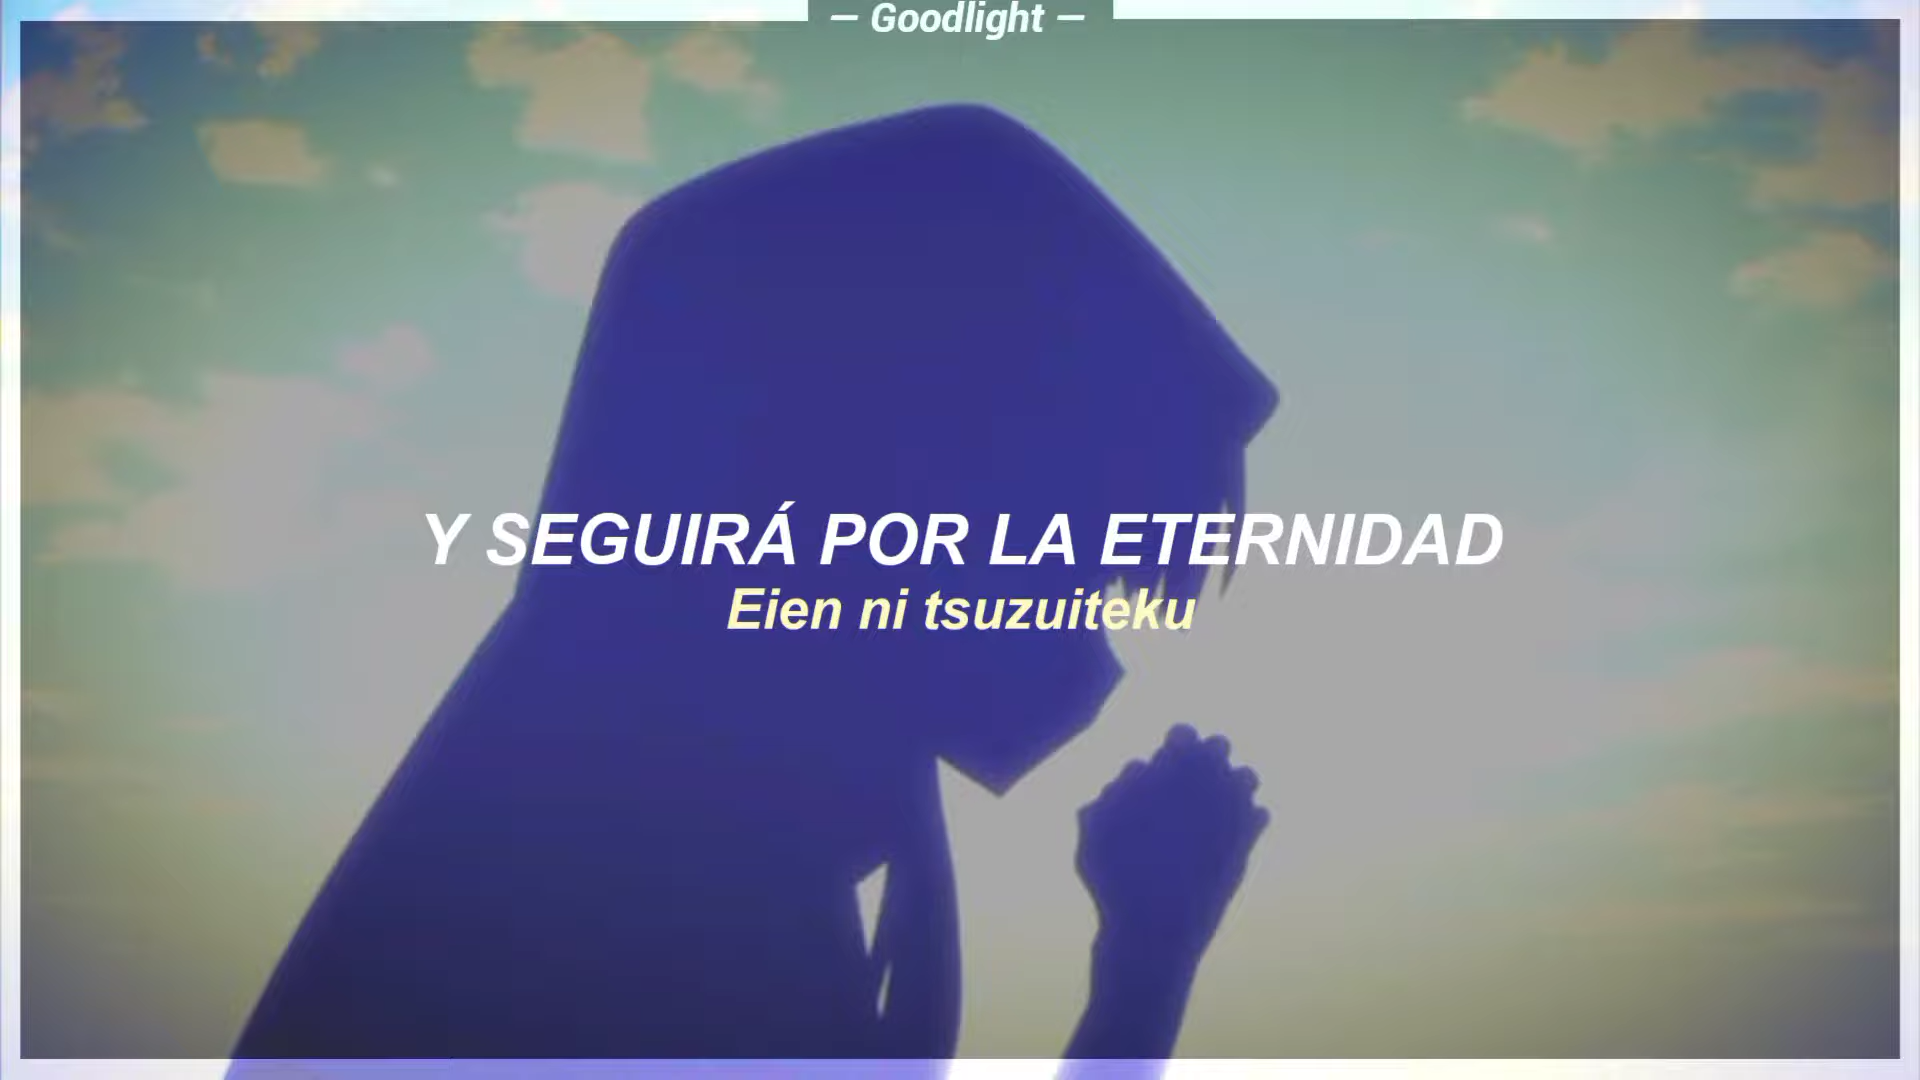 — Goodlight —
Y SEGUIRÁ POR LA ETERNIDAD
Eien ni tsuzuiteku